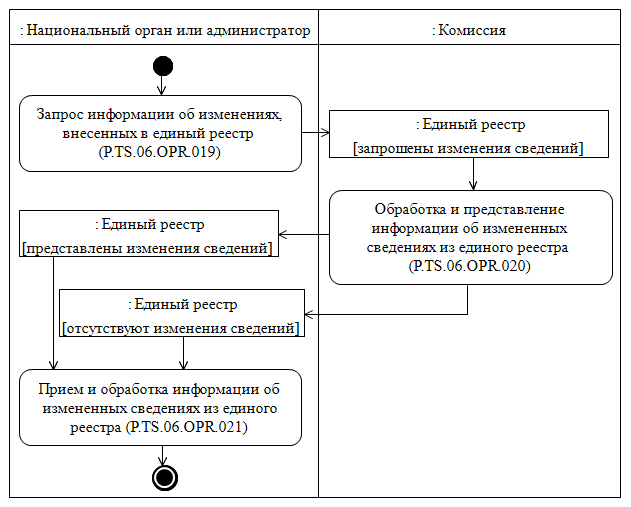 : Национальный орган или администратор
: Комиссия
Запрос информации об изменениях,
внесенных в единый реестр
(P.TS.06.OPR.019)
: Единый реестр
[запрошены изменения сведений]
Обработка и представление
информации об измененных
сведениях из единого реестра
(P.TS.06.OPR.020)
: Единый реестр
[представлены изменения сведений]
: Единый реестр
[отсутствуют изменения сведений]
Прием и обработка информации об
измененных сведениях из единого
реестра (P.TS.06.OPR.021)